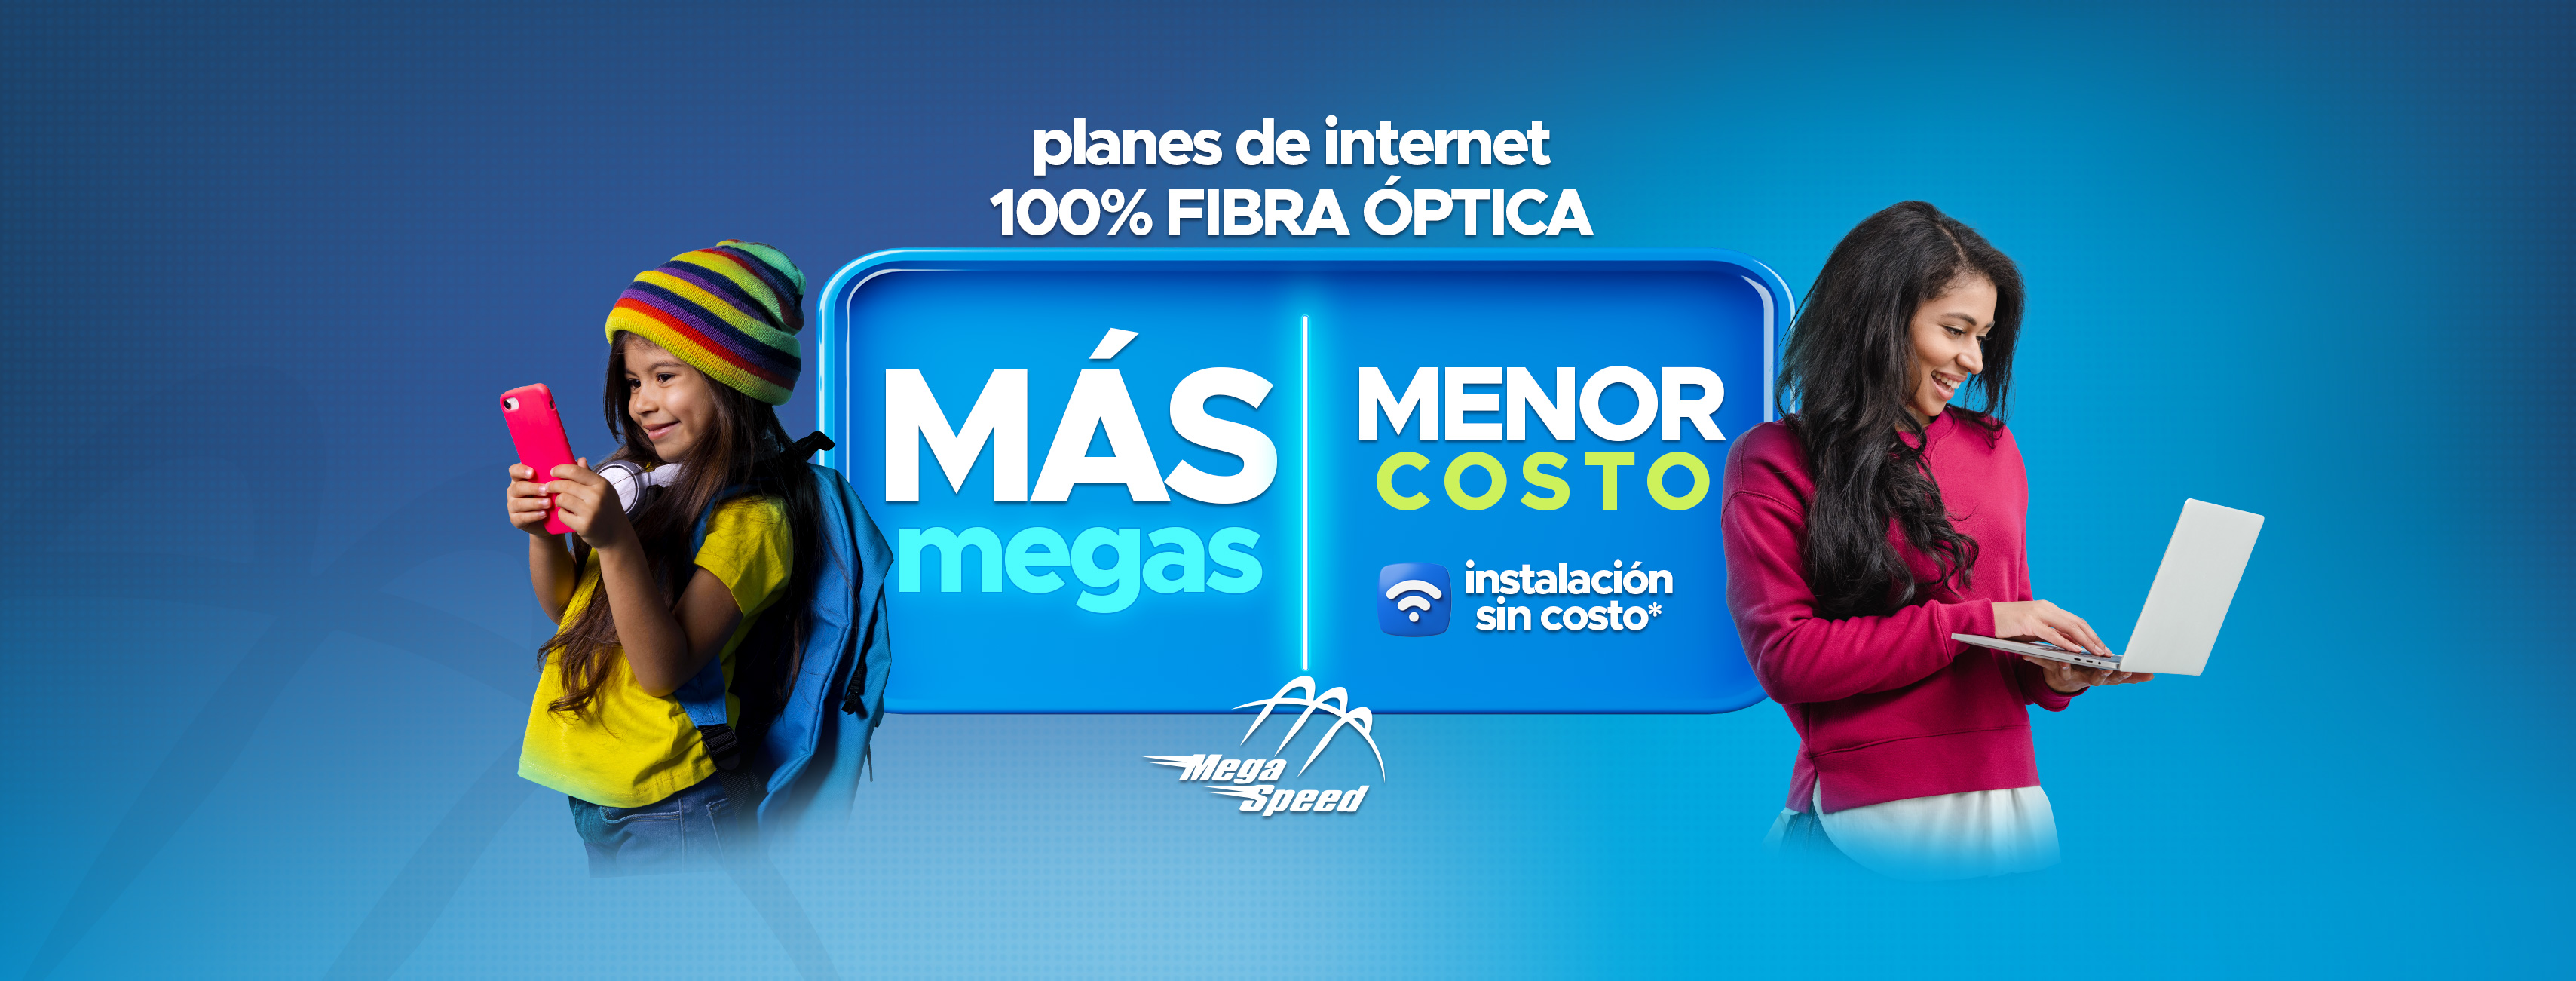 planes de internet
100% FIBRA ÓPTICA
MÁS
megas
MENOR
COSTO
instalación
sin costo*
Mega
Speed